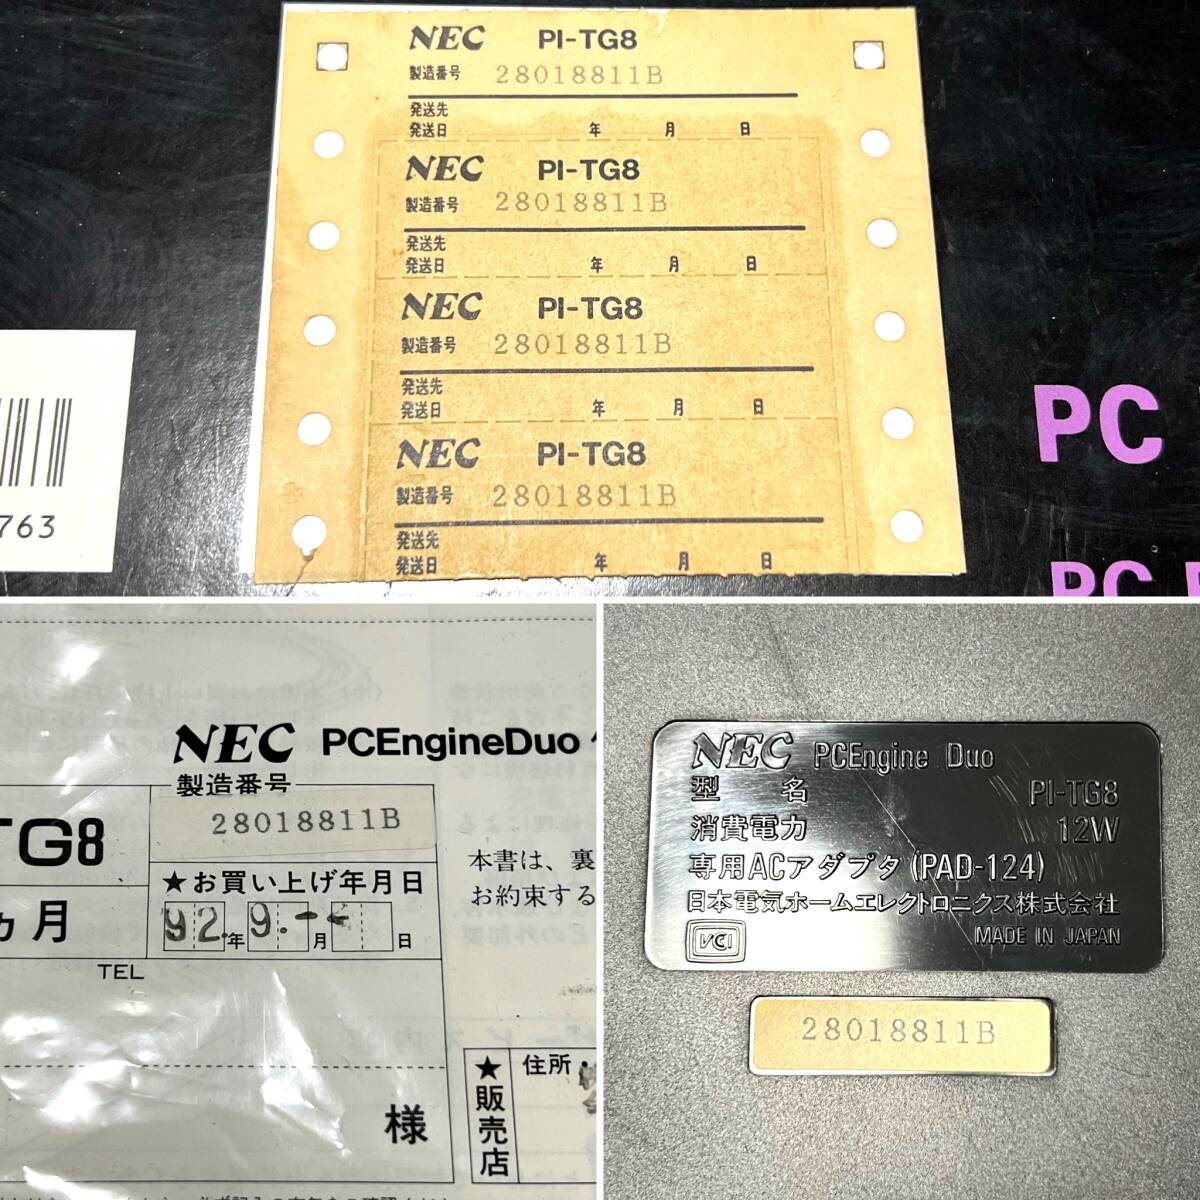 NEC PI-TG8
製造番号 28018811B
発送先
発送日 年 月 日
NEC PI-TG8
製造番号 28018811B
発送先
発送日 年 月 日
NEC PI-TG8
製造番号 28018811B
発送先
発送日 年 月 日
NEC PI-TG8
製造番号 28018811B
発送先
発送日 年 月 日
763
PC
PC
NEC PCEngineDuo
製造番号
TG8
28018811B
★お買い上げ年月日
92.年9.月 日
月
TEL
様
本書は、裏
お約束する
★販売店
住所
NEC PCEngine Duo
型 名 PI-TG8
消費電力 12W
専用ACアダプタ(PAD-124)
日本電気ホームエレクトロニクス株式会社
VCI
MADE IN JAPAN
28018811B